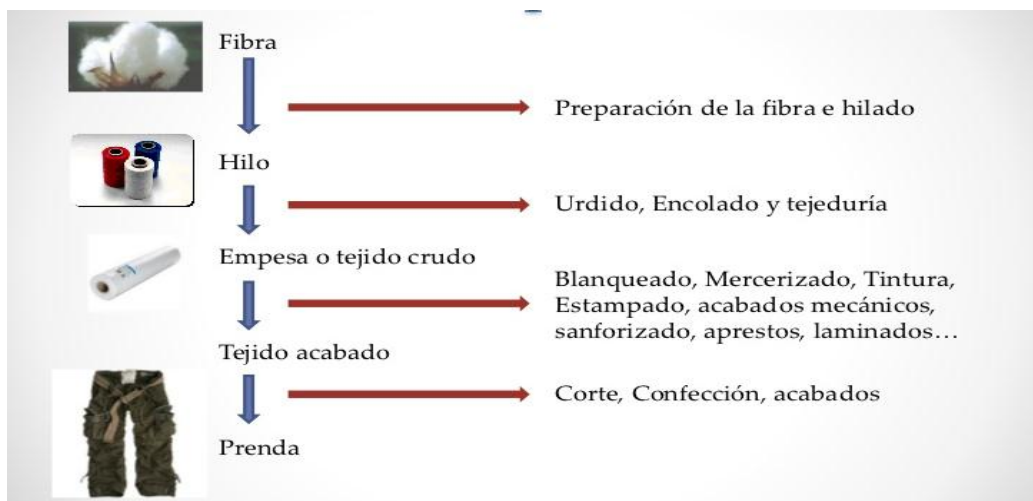 Fibra
Preparación de la fibra e hilado
Hilo
Urdido, Encolado y tejeduría
Empesa o tejido crudo
Blanqueado, Mercerizado, Tintura,
Estampado, acabados mecánicos,
sanforizado, aprestos, laminados...
Tejido acabado
Corte, Confección, acabados
Prenda